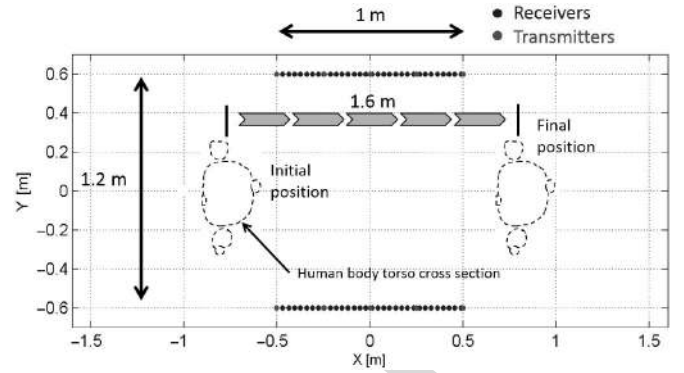 1 m
Receivers
Transmitters
0.6
0.4
0.2
0
−0.2
−0.4
−0.6
Y [m]
1.2 m
1.6 m
Initial
position
Final
position
Human body torso cross section
−1.5
−1
−0.5
0
0.5
1
1.5
X [m]